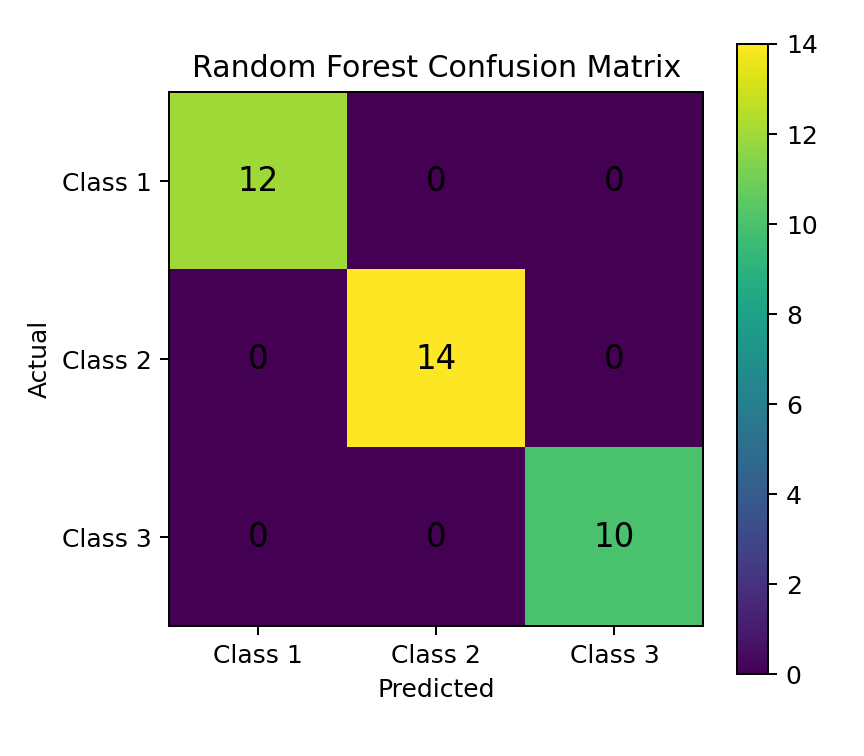 Random Forest Confusion Matrix
14
12
10
8
6
4
2
0
Actual
Class 1
12 0 0
Class 2
0 14 0
Class 3
0 0 10
Class 1 Class 2 Class 3
Predicted